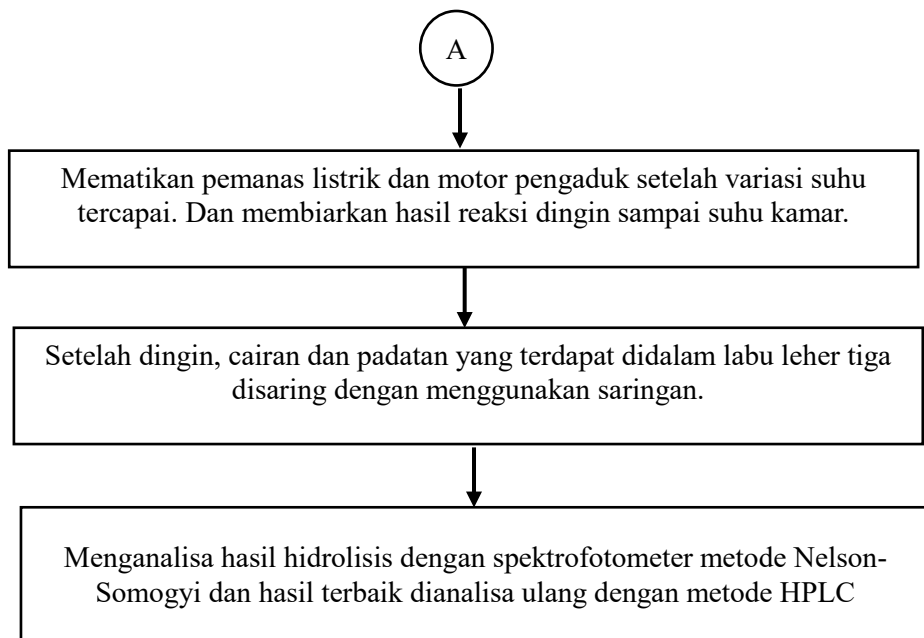 A
Mematikan pemanas listrik dan motor pengaduk setelah variasi suhu
tercapai. Dan membiarkan hasil reaksi dingin sampai suhu kamar.
Setelah dingin, cairan dan padatan yang terdapat didalam labu leher tiga
disaring dengan menggunakan saringan.
Menganalisa hasil hidrolisis dengan spektrofotometer metode Nelson-
Somogyi dan hasil terbaik dianalisa ulang dengan metode HPLC